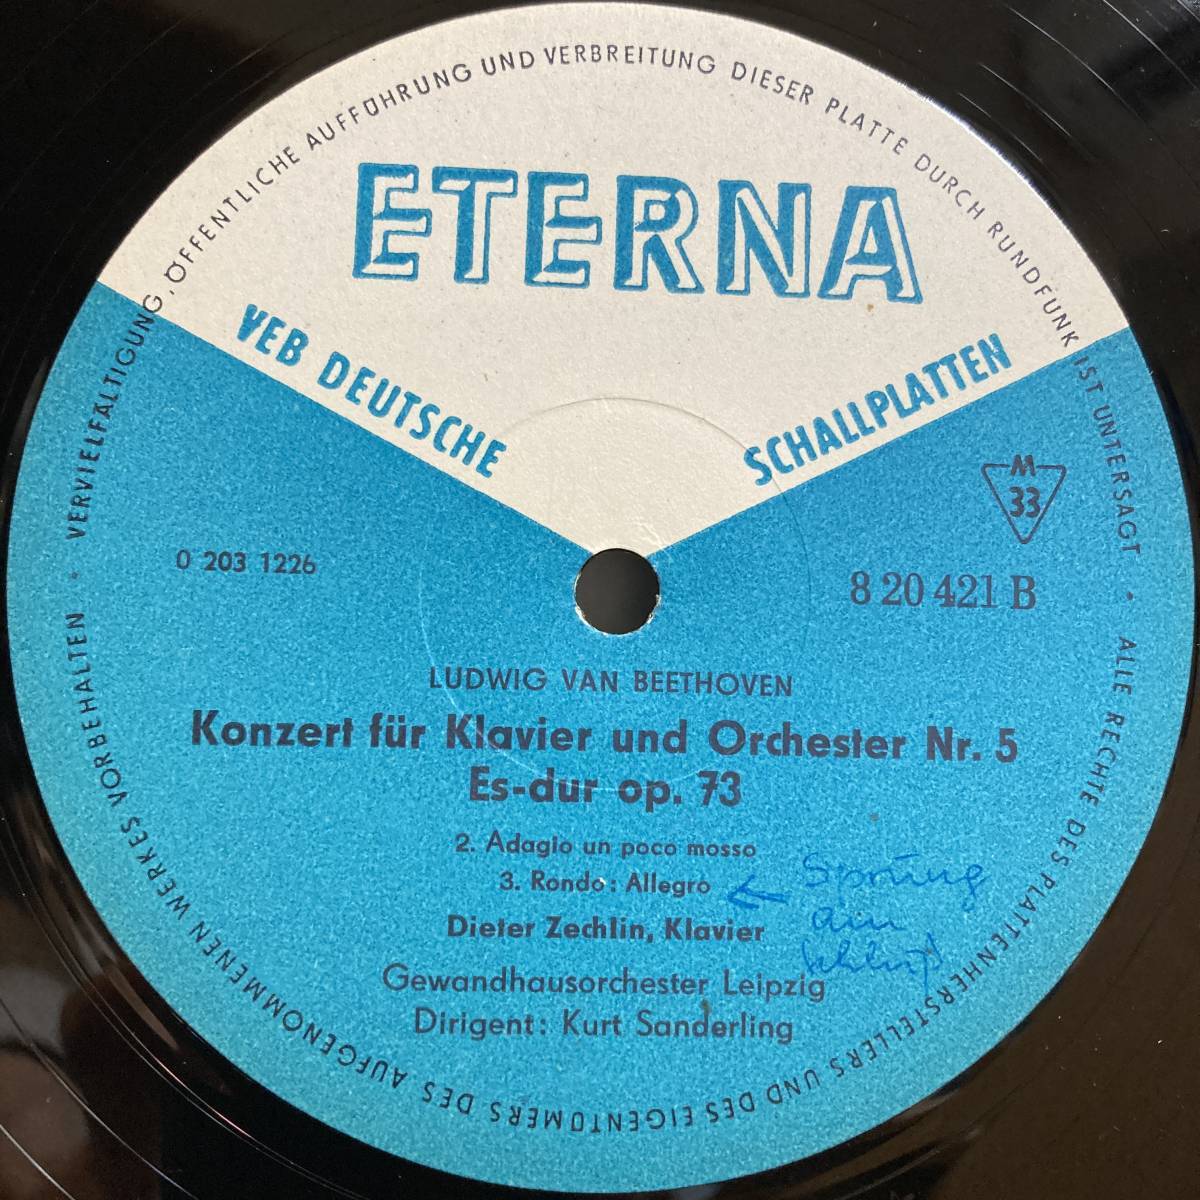 VERVIELFÄLTIGUNG, ÖFFENTLICHE AUFFÜHRUNG UND VERBREITUNG DIESER PLATTE DURCH RUNDFUNK IST UNTERSAGT • ALLE RECHTE DES PLATTENHERSTELLERS UND DES EIGENTÜMERS DES AUFGENOMMENEN WERKES VORBEHALTEN •
ETERNA
VEB DEUTSCHE SCHALLPLATTEN
M
33
0 203 1226
8 20 421 B
LUDWIG VAN BEETHOVEN
Konzert für Klavier und Orchester Nr. 5
Es-dur op. 73
2. Adagio un poco mosso
3. Rondo: Allegro
← Sprung
am
Schluß
Dieter Zechlin, Klavier
Gewandhausorchester Leipzig
Dirigent: Kurt Sanderling